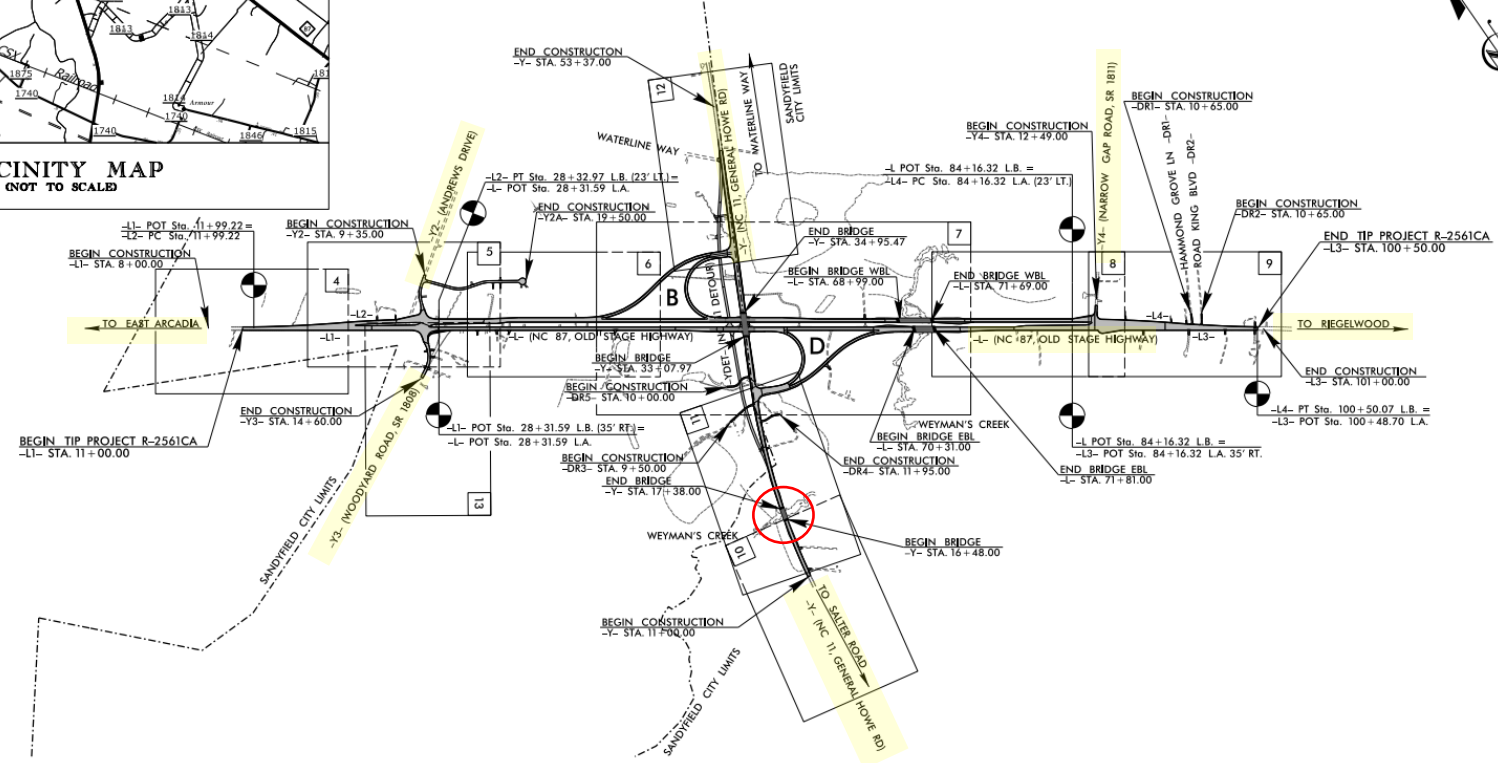 1813
1813
1814
CSX
Railroad
1875
181
1740
1814
Armour
1740
1740
1846
1815
CINITY MAP
(NOT TO SCALE)
END CONSTRUCTON
-Y- STA. 53+37.00
12
-Y- (NC 11, GENERAL HOWE RD)
TO WATERLINE WAY
SANDYFIELD
CITY LIMITS
WATERLINE WAY
BEGIN CONSTRUCTION
-Y4- STA. 12+49.00
-Y4- (NARROW GAP ROAD, SR 1811)
BEGIN CONSTRUCTION
-DR1- STA. 10+65.00
HAMMOND GROVE LN -DR1-
ROAD KING BLVD -DR2-
-Y2- (ANDREWS DRIVE)
-L2- PT Sta. 28+32.97 L.B. (23' LT.)=
-L- POT Sta. 28+31.59 L.A.
-L POT Sta. 84+16.32 L.B. =
-L4- PC Sta. 84+16.32 L.A. (23' LT.)
BEGIN CONSTRUCTION
-DR2- STA. 10+65.00
-L1- POT Sta. 11+99.22 =
-L2- PC Sta. 11+99.22
BEGIN CONSTRUCTION
-Y2- STA. 9+35.00
END CONSTRUCTION
-Y2A- STA. 19+50.00
END BRIDGE
-Y- STA. 34+95.47
END TIP PROJECT R-2561CA
-L3- STA. 100+50.00
BEGIN CONSTRUCTION
-L1- STA. 8+00.00
4
5
6
7
8
9
BEGIN BRIDGE WBL
-L- STA. 68+99.00
END BRIDGE WBL
-L- STA. 71+69.00
B
TO EAST ARCADIA
-L2-
-L1-
-L- (NC 87, OLD STAGE HIGHWAY)
D
-L- (NC 87, OLD STAGE HIGHWAY)
-L4-
-L3-
TO RIEGELWOOD
BEGIN BRIDGE
-Y- STA. 33+07.97
BEGIN CONSTRUCTION
-DR5- STA. 10+00.00
END CONSTRUCTION
-L3- STA. 101+00.00
END CONSTRUCTION
-Y3- STA. 14+60.00
-L4- PT Sta. 100+50.07 L.B. =
-L3- POT Sta. 100+48.70 L.A.
BEGIN TIP PROJECT R-2561CA
-L1- STA. 11+00.00
-L1- POT Sta. 28+31.59 L.B. (35' RT.)=
-L- POT Sta. 28+31.59 L.A.
11
WEYMAN'S CREEK
BEGIN BRIDGE EBL
-L- STA. 70+31.00
-L POT Sta. 84+16.32 L.B. =
-L3- POT Sta. 84+16.32 L.A. 35' RT.
-Y3- (WOODYARD ROAD, SR 1808)
BEGIN CONSTRUCTION
-DR3- STA. 9+50.00
END CONSTRUCTION
-DR4- STA. 11+95.00
END BRIDGE EBL
-L- STA. 71+81.00
END BRIDGE
-Y- STA. 17+38.00
13
SANDYFIELD CITY LIMITS
WEYMAN'S CREEK
10
BEGIN BRIDGE
-Y- STA. 16+48.00
BEGIN CONSTRUCTION
-Y- STA. 11+00.00
TO SALTER ROAD
-Y- (NC 11, GENERAL HOWE RD)
SANDYFIELD CITY LIMITS